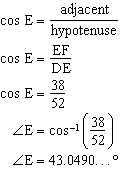 cos E = adjacent / hypotenuse
cos E = EF / DE
cos E = 38 / 52
∠E = cos⁻¹(38 / 52)
∠E = 43.0490...°